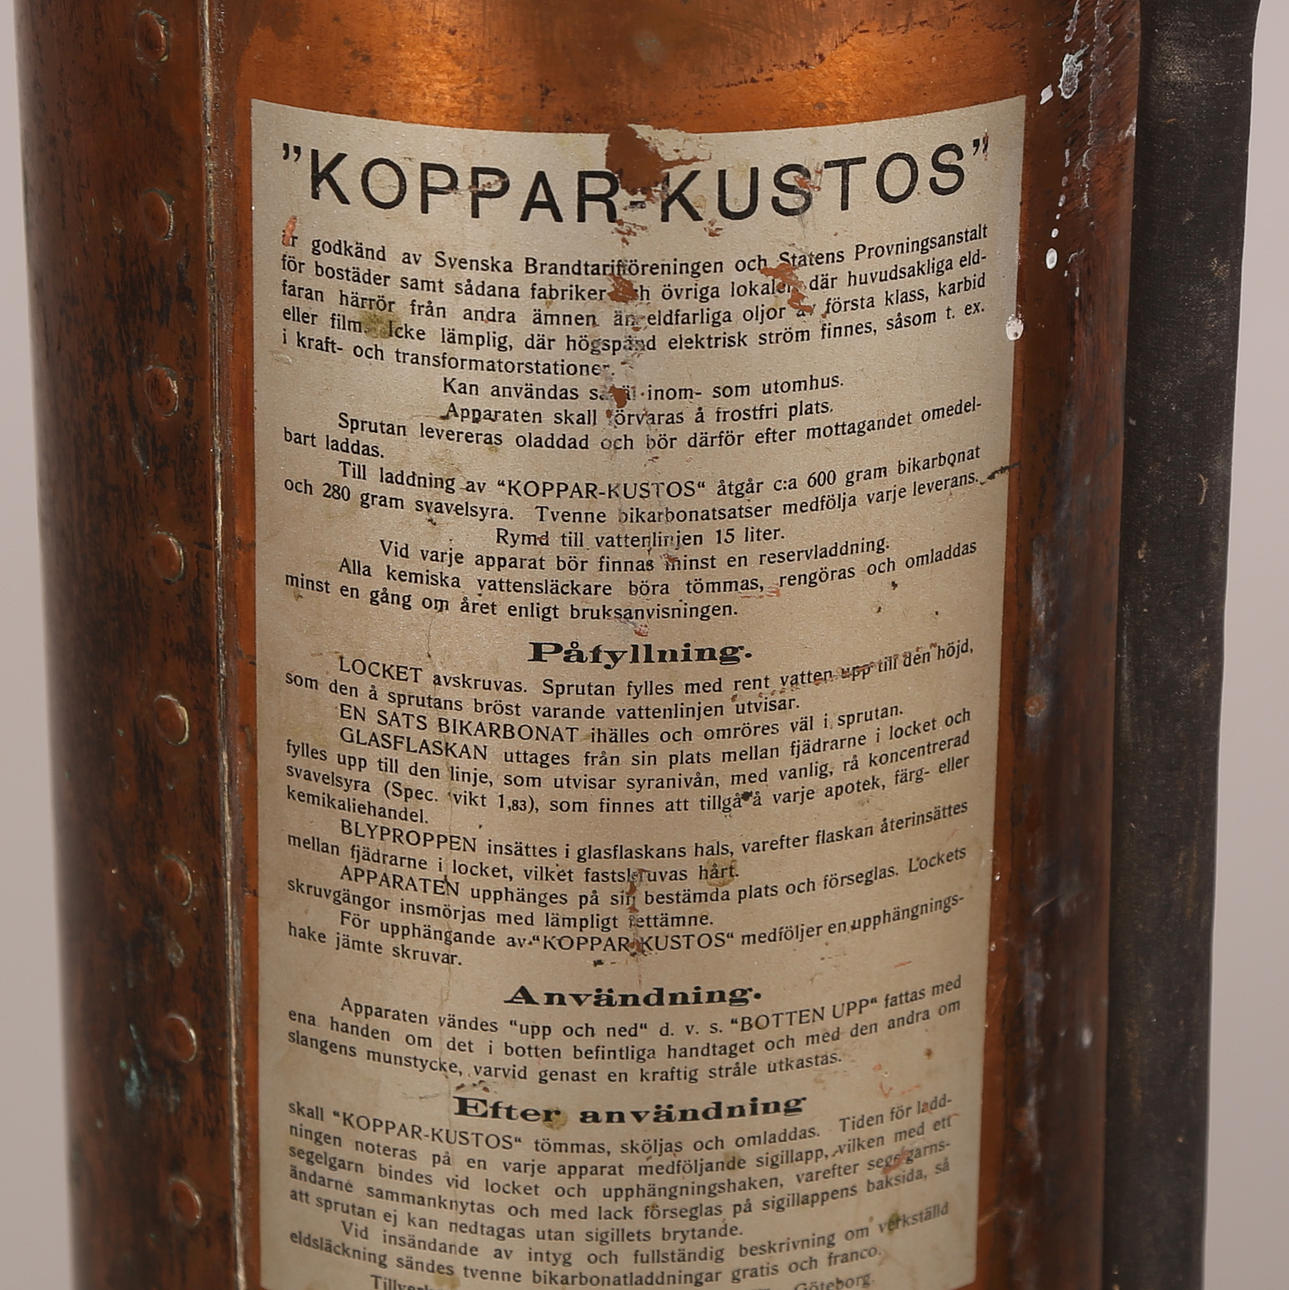 "KOPPAR-KUSTOS"
är godkänd av Svenska Brandtarifföreningen och Statens Provningsanstalt
för bostäder samt sådana fabriker och övriga lokaler, där huvudsakliga eld-
faran härrör från andra ämnen än eldfarliga oljor av första klass, karbid
eller film. Icke lämplig, där högspänd elektrisk ström finnes, såsom t. ex.
i kraft- och transformatorstationer.
Kan användas såväl inom- som utomhus.
Apparaten skall förvaras å frostfri plats.
Sprutan levereras oladdad och bör därför efter mottagandet omedel-
bart laddas.
Till laddning av "KOPPAR-KUSTOS" åtgår c:a 600 gram bikarbonat
och 280 gram svavelsyra. Tvenne bikarbonatsatser medfölja varje leverans.
Rymd till vattenlinjen 15 liter.
Vid varje apparat bör finnas minst en reservladdning.
Alla kemiska vattensläckare böra tömmas, rengöras och omladdas
minst en gång om året enligt bruksanvisningen.
Påfyllning.
LOCKET avskruvas. Sprutan fylles med rent vatten upp till den höjd,
som den å sprutans bröst varande vattenlinjen utvisar.
EN SATS BIKARBONAT ihälles och omröres väl i sprutan.
GLASFLASKAN uttages från sin plats mellan fjädrarne i locket och
fylles upp till den linje, som utvisar syranivån, med vanlig, rå koncentrerad
svavelsyra (Spec. vikt 1,83), som finnes att tillgå å varje apotek, färg- eller
kemikaliehandel.
BLYPROPPEN insättes i glasflaskans hals, varefter flaskan återinsättes
mellan fjädrarne i locket, vilket fastskruvas hårt.
APPARATEN upphänges på sin bestämda plats och förseglas. Lockets
skruvgängor insmörjas med lämpligt fettämne.
För upphängande av "KOPPAR-KUSTOS" medföljer en upphängnings-
hake jämte skruvar.
Användning.
Apparaten vändes "upp och ned" d. v. s. "BOTTEN UPP" fattas med
ena handen om det i botten befintliga handtaget och med den andra om
slangens munstycke, varvid genast en kraftig stråle utkastas.
Efter användning
skall "KOPPAR-KUSTOS" tömmas, sköljas och omladdas. Tiden för ladd-
ningen noteras på en varje apparat medföljande sigillapp, vilken med ett
segelgarn bindes vid locket och upphängningshaken, varefter segelgarns-
ändarne sammanknytas och med lack förseglas på sigillappens baksida, så
att sprutan ej kan nedtagas utan sigillets brytande.
Vid insändande av intyg och fullständig beskrivning om verkställd
eldsläckning sändes tvenne bikarbonatladdningar gratis och franco.
Göteborg.